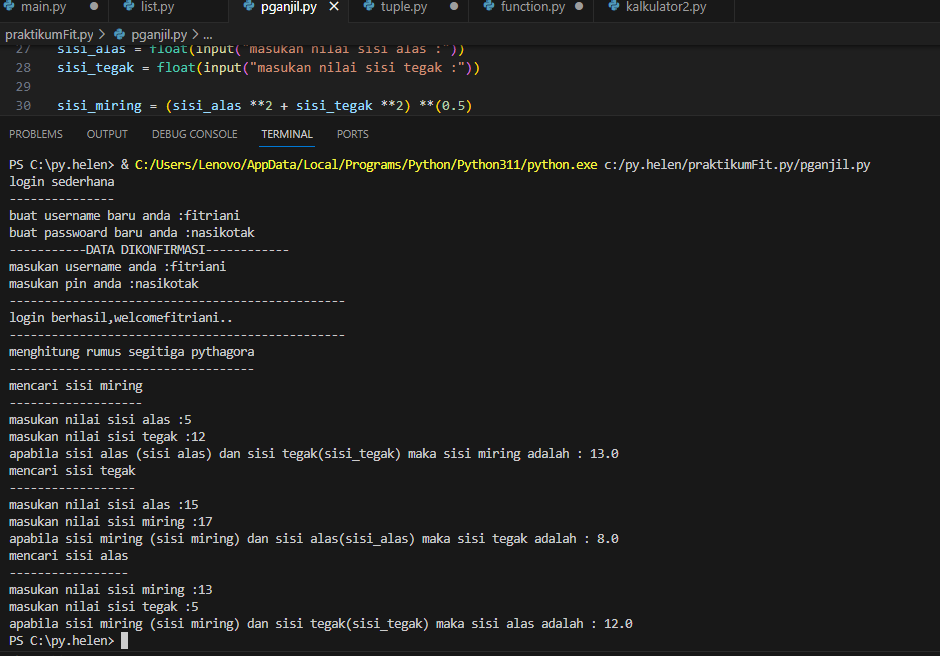 main.py ● list.py pganjil.py × tuple.py ● function.py ● kalkulator2.py
praktikumFit.py > pganjil.py > ...
27 sisi_alas = float(input("masukan nilai sisi alas :"))
28 sisi_tegak = float(input("masukan nilai sisi tegak :"))
29
30 sisi_miring = (sisi_alas **2 + sisi_tegak **2) **(0.5)
PROBLEMS OUTPUT DEBUG CONSOLE TERMINAL PORTS
PS C:\py.helen> & C:/Users/Lenovo/AppData/Local/Programs/Python/Python311/python.exe c:/py.helen/praktikumFit.py/pganjil.py
login sederhana
---------------
buat username baru anda :fitriani
buat passwoard baru anda :nasikotak
-----------DATA DIKONFIRMASI------------
masukan username anda :fitriani
masukan pin anda :nasikotak
------------------------------------------------
login berhasil,welcomefitriani..
------------------------------------------------
menghitung rumus segitiga pythagora
-----------------------------------
mencari sisi miring
-------------------
masukan nilai sisi alas :5
masukan nilai sisi tegak :12
apabila sisi alas (sisi alas) dan sisi tegak(sisi_tegak) maka sisi miring adalah : 13.0
mencari sisi tegak
------------------
masukan nilai sisi alas :15
masukan nilai sisi miring :17
apabila sisi miring (sisi miring) dan sisi alas(sisi_alas) maka sisi tegak adalah : 8.0
mencari sisi alas
-----------------
masukan nilai sisi miring :13
masukan nilai sisi tegak :5
apabila sisi miring (sisi miring) dan sisi tegak(sisi_tegak) maka sisi alas adalah : 12.0
PS C:\py.helen>